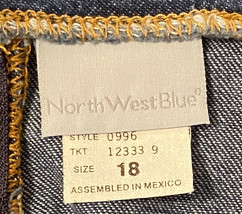 NorthWestBlue®
STYLE 0996
TKT 12333 9
SIZE 18
ASSEMBLED IN MEXICO